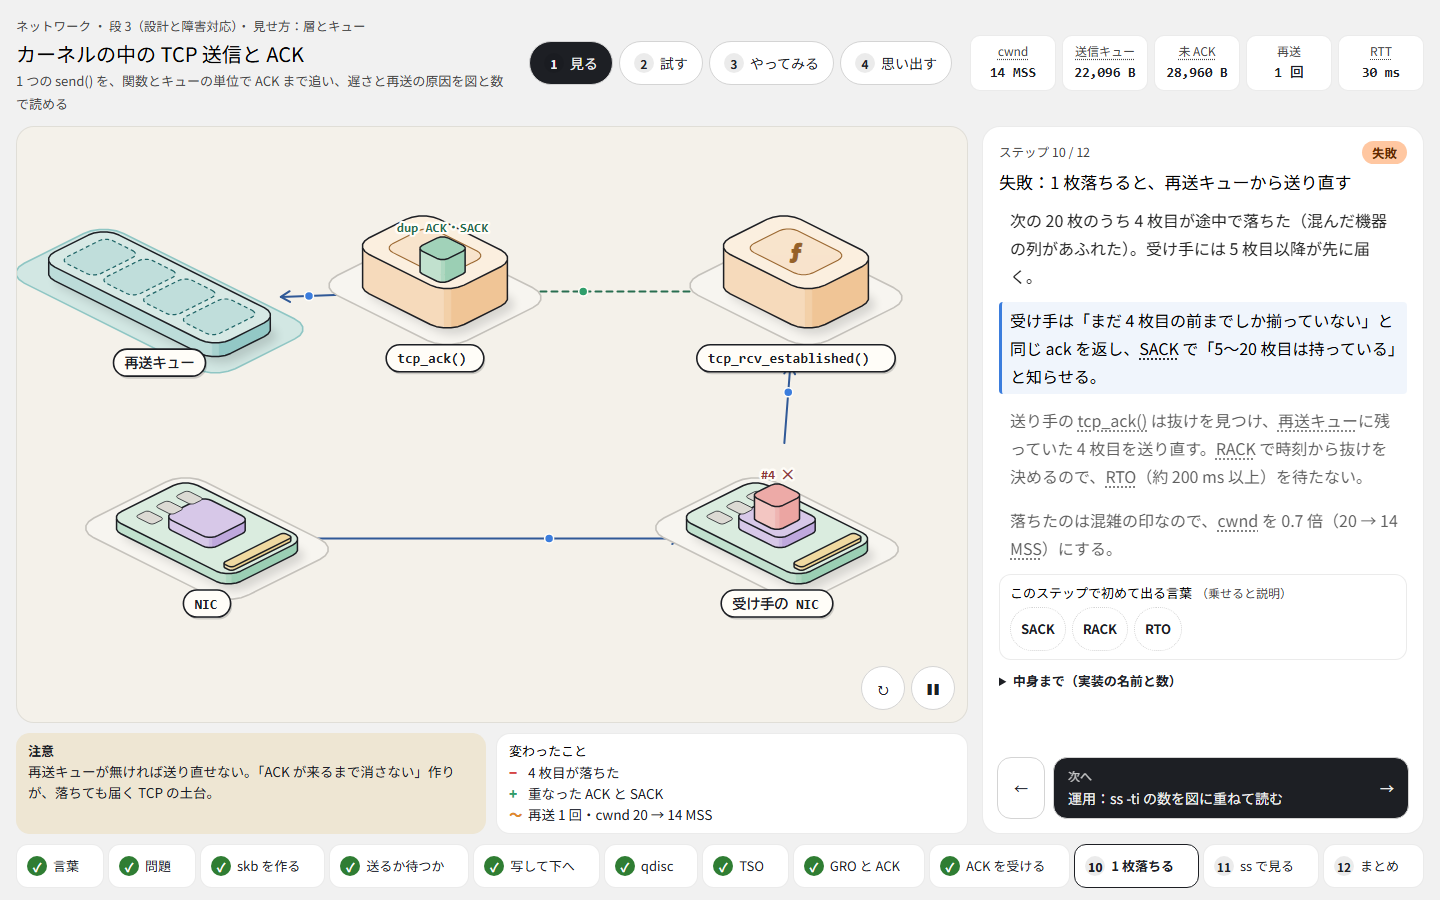 ネットワーク ・ 段 3（設計と障害対応）・ 見せ方：層とキュー
カーネルの中の TCP 送信と ACK
1 つの send() を、関数とキューの単位で ACK まで追い、遅さと再送の原因を図と数
で読める
1 見る
2 試す
3 やってみる
4 思い出す
cwnd
14 MSS
送信キュー
22,096 B
未 ACK
28,960 B
再送
1 回
RTT
30 ms
dup ACK・SACK
ƒ
再送キュー
tcp_ack()
tcp_rcv_established()
#4 ✕
NIC
受け手の NIC
↻
ステップ 10 / 12
失敗
失敗：1 枚落ちると、再送キューから送り直す
次の 20 枚のうち 4 枚目が途中で落ちた（混んだ機器
の列があふれた）。受け手には 5 枚目以降が先に届
く。
受け手は「まだ 4 枚目の前までしか揃っていない」と
同じ ack を返し、SACK で「5〜20 枚目は持っている」
と知らせる。
送り手の tcp_ack() は抜けを見つけ、再送キューに残
っていた 4 枚目を送り直す。RACK で時刻から抜けを
決めるので、RTO（約 200 ms 以上）を待たない。
落ちたのは混雑の印なので、cwnd を 0.7 倍（20 → 14
MSS）にする。
このステップで初めて出る言葉 （乗せると説明）
SACK
RACK
RTO
▶ 中身まで（実装の名前と数）
←
次へ
運用：ss -ti の数を図に重ねて読む
→
注意
再送キューが無ければ送り直せない。「ACK が来るまで消さない」作り
が、落ちても届く TCP の土台。
変わったこと
− 4 枚目が落ちた
+ 重なった ACK と SACK
〜 再送 1 回・cwnd 20 → 14 MSS
✓ 言葉
✓ 問題
✓ skb を作る
✓ 送るか待つか
✓ 写して下へ
✓ qdisc
✓ TSO
✓ GRO と ACK
✓ ACK を受ける
10 1 枚落ちる
11 ss で見る
12 まとめ